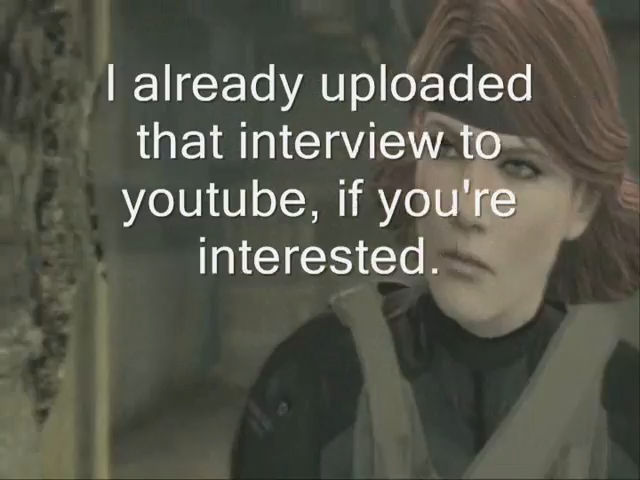 I already uploaded
that interview to
youtube, if you're
interested.